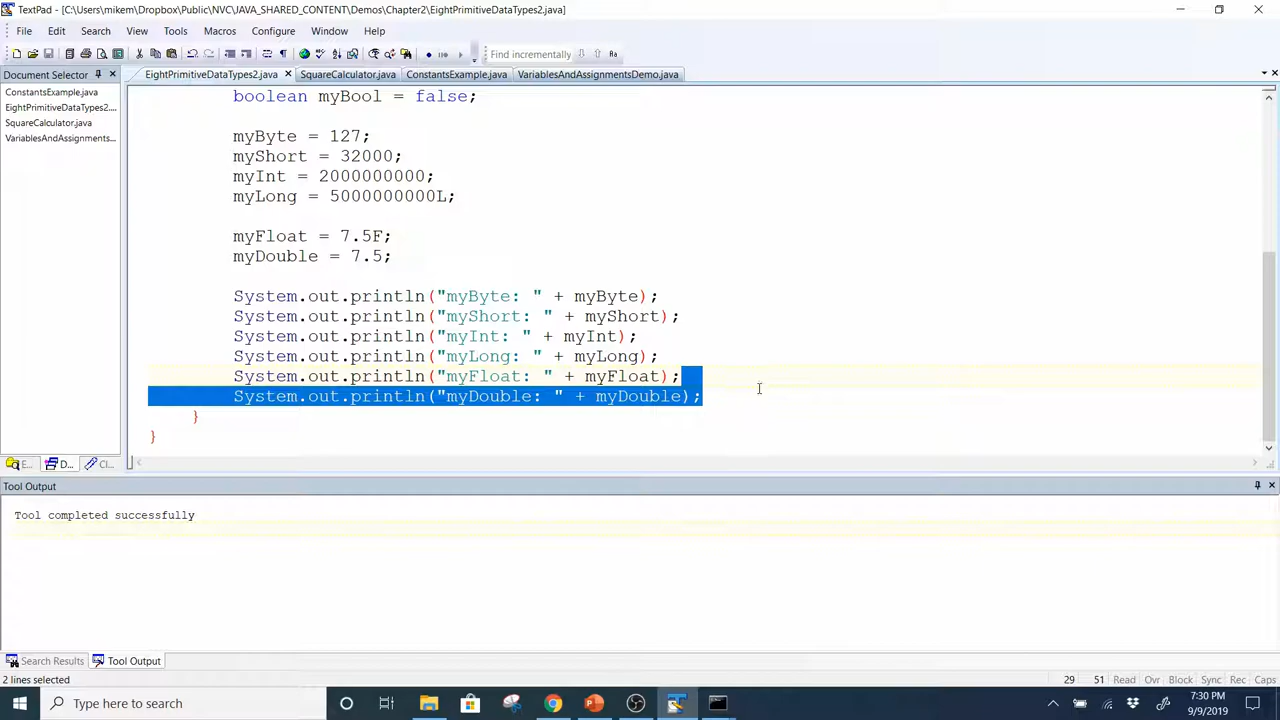 TextPad - [C:\Users\mikem\Dropbox\Public\NVC\JAVA_SHARED_CONTENT\Demos\Chapter2\EightPrimitiveDataTypes2.java]
File Edit Search View Tools Macros Configure Window Help
Find incrementally
Document Selector
EightPrimitiveDataTypes2.java SquareCalculator.java ConstantsExample.java VariablesAndAssignmentsDemo.java
ConstantsExample.java
EightPrimitiveDataTypes2....
SquareCalculator.java
VariablesAndAssignments...
boolean myBool = false;
myByte = 127;
myShort = 32000;
myInt = 2000000000;
myLong = 5000000000L;
myFloat = 7.5F;
myDouble = 7.5;
System.out.println("myByte: " + myByte);
System.out.println("myShort: " + myShort);
System.out.println("myInt: " + myInt);
System.out.println("myLong: " + myLong);
System.out.println("myFloat: " + myFloat);
System.out.println("myDouble: " + myDouble);
}
}
E... D... Cl...
Tool Output
Tool completed successfully
Search Results Tool Output
2 lines selected 29 51 Read Ovr Block Sync Rec Caps
Type here to search
7:30 PM
9/9/2019